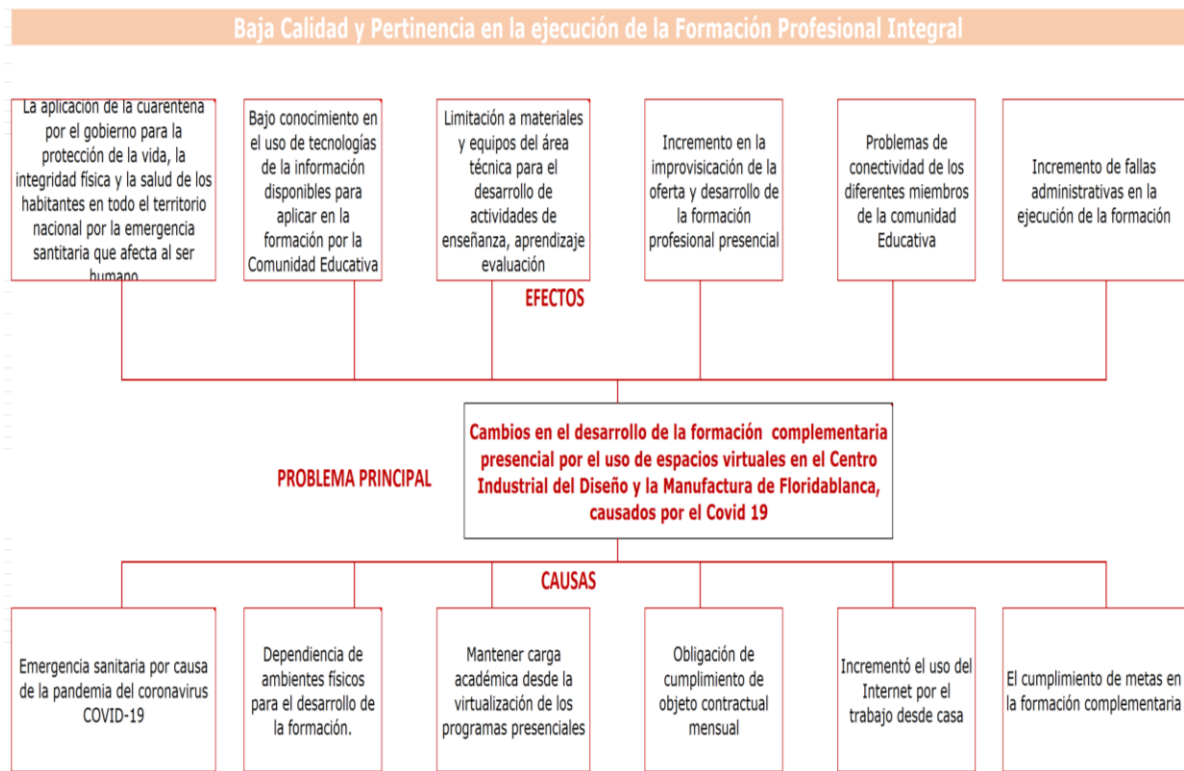 Baja Calidad y Pertinencia en la ejecución de la Formación Profesional Integral
La aplicación de la cuarentena
por el gobierno para la
protección de la vida, la
integridad física y la salud de los
habitantes en todo el territorio
nacional por la emergencia
santitaria que afecta al ser
humano
Bajo conocimiento en
el uso de tecnologías
de la información
disponibles para
aplicar en la
formación por la
Comunidad Educativa
Limitación a materiales
y equipos del área
técnica para el
desarrollo de
actividades de
enseñanza, aprendizaje
evaluación
Incremento en la
improvisicación de la
oferta y desarrollo de
la formación
profesional presencial
Problemas de
conectividad de los
diferentes miembros
de la comunidad
Educativa
Incremento de fallas
administrativas en la
ejecución de la formación
EFECTOS
PROBLEMA PRINCIPAL
Cambios en el desarrollo de la formación complementaria
presencial por el uso de espacios virtuales en el Centro
Industrial del Diseño y la Manufactura de Floridablanca,
causados por el Covid 19
CAUSAS
Emergencia sanitaria por causa
de la pandemia del coronavirus
COVID-19
Dependiencia de
ambientes físicos
para el desarrollo de
la formación.
Mantener carga
académica desde la
virtualización de los
programas presenciales
Obligación de
cumplimiento de
objeto contractual
mensual
Incrementó el uso del
Internet por el
trabajo desde casa
El cumplimiento de metas en
la formación complementaria